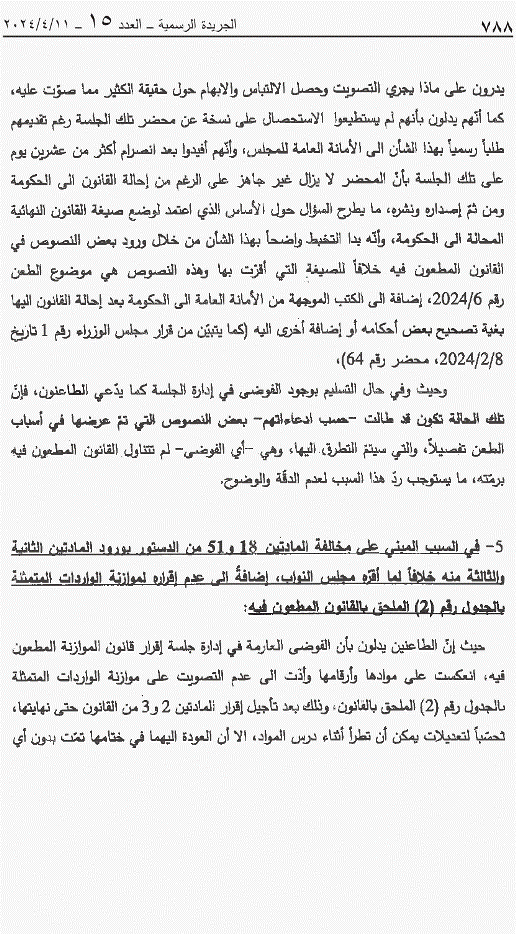 ٧٨٨
الجريدة الرسمية ـ العدد ١٥ ـ ٢٠٢٤/٤/١١
يدرون على ماذا يجري التصويت وحصل الالتباس والابهام حول حقيقة الكثير مما صوّت عليه،
كما أنّهم يدلون بأنهم لم يستطيعوا الاستحصال على نسخة عن محضر تلك الجلسة رغم تقديمهم
طلباً رسمياً بهذا الشأن الى الأمانة العامة للمجلس، وأنّهم أفيدوا بعد انصرام أكثر من عشرين يوم
على تلك الجلسة بأنّ المحضر لا يزال غير جاهز على الرغم من إحالة القانون الى الحكومة
ومن ثمّ إصداره ونشره، ما يطرح السؤال حول الأساس الذي اعتمد لوضع صيغة القانون النهائية
المحالة الى الحكومة، وأنّه بدا التخبط واضحاً بهذا الشأن من خلال ورود بعض النصوص في
القانون المطعون فيه خلافاً للصيغة التي أقرّت بها وهذه النصوص هي موضوع الطعن
رقم 2024/6، إضافة الى الكتب الموجهة من الأمانة العامة الى الحكومة بعد إحالة القانون اليها
بغية تصحيح بعض أحكامه أو إضافة أخرى اليه (كما يتبيّن من قرار مجلس الوزراء رقم 1 تاريخ
2024/2/8، محضر رقم 64)،
وحيث وفي حال التسليم بوجود الفوضى في إدارة الجلسة كما يدّعي الطاعنون، فإنّ
تلك الحالة تكون قد طالت –حسب ادعاءاتهم– بعض النصوص التي تمّ عرضها في أسباب
الطعن تفصيلاً، والتي سيتمّ التطرق اليها، وهي –أي الفوضى– لم تتناول القانون المطعون فيه
برمّته، ما يستوجب ردّ هذا السبب لعدم الدقّة والوضوح.
5– في السبب المبني على مخالفة المادتين 18 و51 من الدستور بورود المادتين الثانية
والثالثة منه خلافاً لما أقرّه مجلس النواب، إضافةً الى عدم إقراره لموازنة الواردات المتمثلة
بالجدول رقم (2) الملحق بالقانون المطعون فيه:
حيث إنّ الطاعنين يدلون بأن الفوضى العارمة في إدارة جلسة إقرار قانون الموازنة المطعون
فيه، انعكست على موادها وأرقامها وأدّت الى عدم التصويت على موازنة الواردات المتمثلة
بالجدول رقم (2) الملحق بالقانون، وذلك بعد تأجيل إقرار المادتين 2 و3 من القانون حتى نهايتها،
تحسّباً لتعديلات يمكن أن تطرأ أثناء درس المواد، الا أن العودة اليهما في ختامها تمّت بدون أي